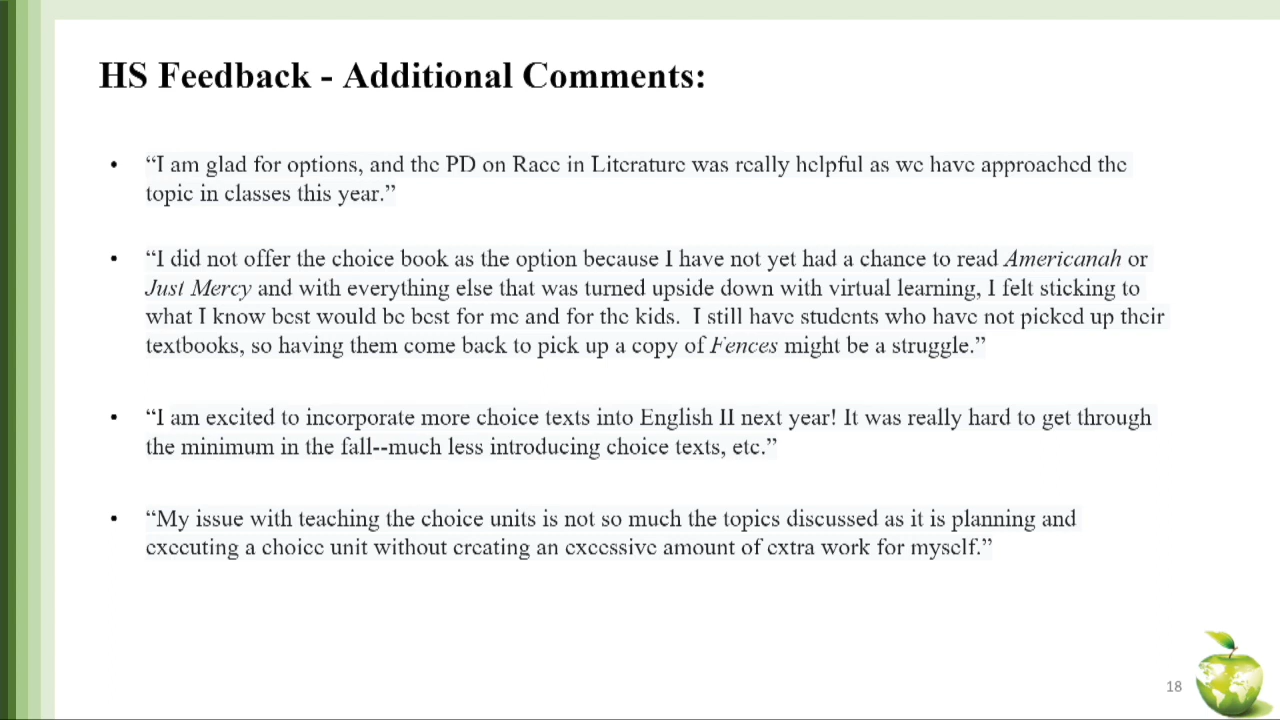 HS Feedback - Additional Comments:
• “I am glad for options, and the PD on Race in Literature was really helpful as we have approached the
topic in classes this year.”
• “I did not offer the choice book as the option because I have not yet had a chance to read Americanah or
Just Mercy and with everything else that was turned upside down with virtual learning, I felt sticking to
what I know best would be best for me and for the kids.  I still have students who have not picked up their
textbooks, so having them come back to pick up a copy of Fences might be a struggle.”
• “I am excited to incorporate more choice texts into English II next year! It was really hard to get through
the minimum in the fall--much less introducing choice texts, etc.”
• “My issue with teaching the choice units is not so much the topics discussed as it is planning and
executing a choice unit without creating an excessive amount of extra work for myself.”
18